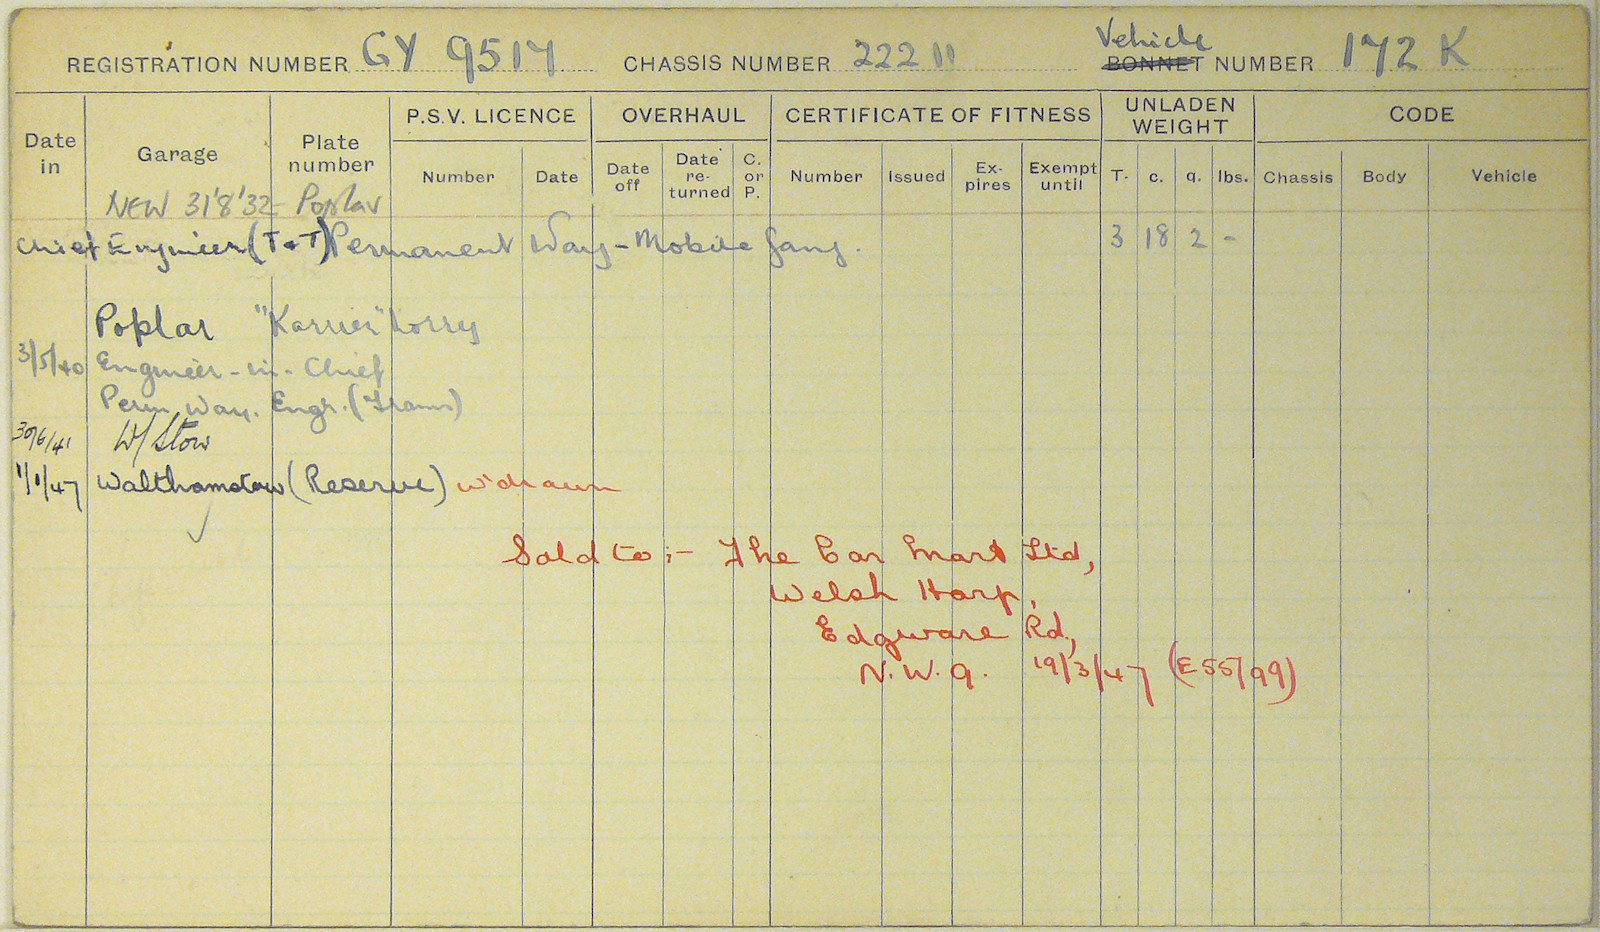 REGISTRATION NUMBER GY 9517 CHASSIS NUMBER 22211 Vehicle BONNET NUMBER 172 K
Date in Garage Plate number P.S.V. LICENCE OVERHAUL CERTIFICATE OF FITNESS UNLADEN WEIGHT CODE
Number Date Date off Date re-turned C. or P. Number Issued Ex-pires Exempt until T. c. q. lbs. Chassis Body Vehicle
NEW 31'8'32 Poplar
Chief Engineer (T & T) Permanent Way - Mobile Gang. 3 18 2 -
Poplar "Karrier" Lorry
3/5/40 Engineer-in-Chief
Perm. Way. Engr. (Trams)
30/6/41 W/Stow
1/1/47 Walthamstow (Reserve) w'drawn
Sold to :- The Car Mart Ltd,
Welsh Harp,
Edgware Rd,
N.W.9. 19/3/47 (E55/99)